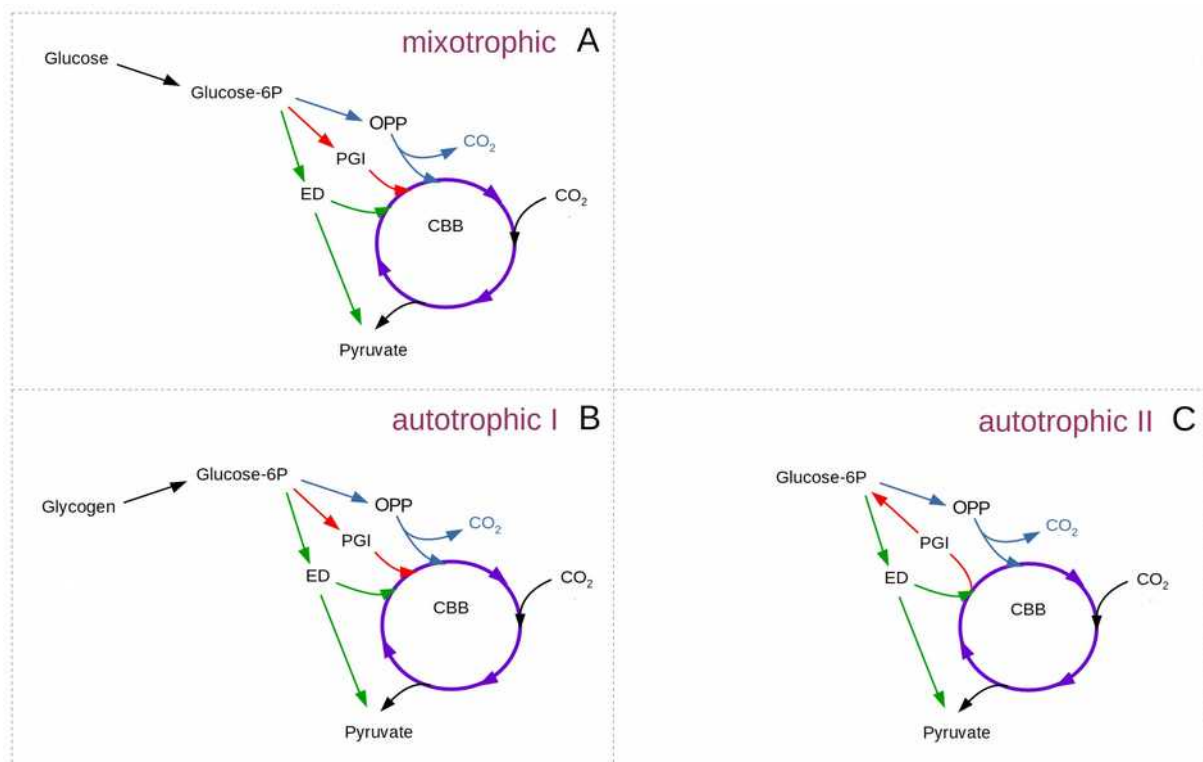 mixotrophic A
Glucose
Glucose-6P
OPP
CO₂
PGI
ED
CO₂
CBB
Pyruvate
autotrophic I B
Glucose-6P
Glycogen
OPP
CO₂
PGI
ED
CO₂
CBB
Pyruvate
autotrophic II C
Glucose-6P
OPP
CO₂
PGI
ED
CO₂
CBB
Pyruvate